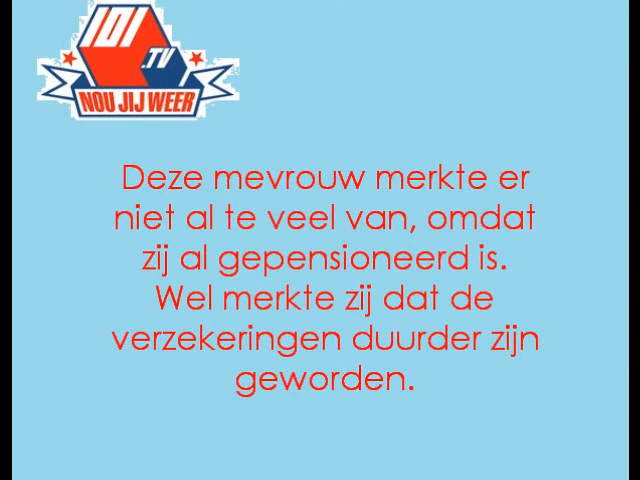 101
.TV
NOU JIJ WEER
Deze mevrouw merkte er
niet al te veel van, omdat
zij al gepensioneerd is.
Wel merkte zij dat de
verzekeringen duurder zijn
geworden.